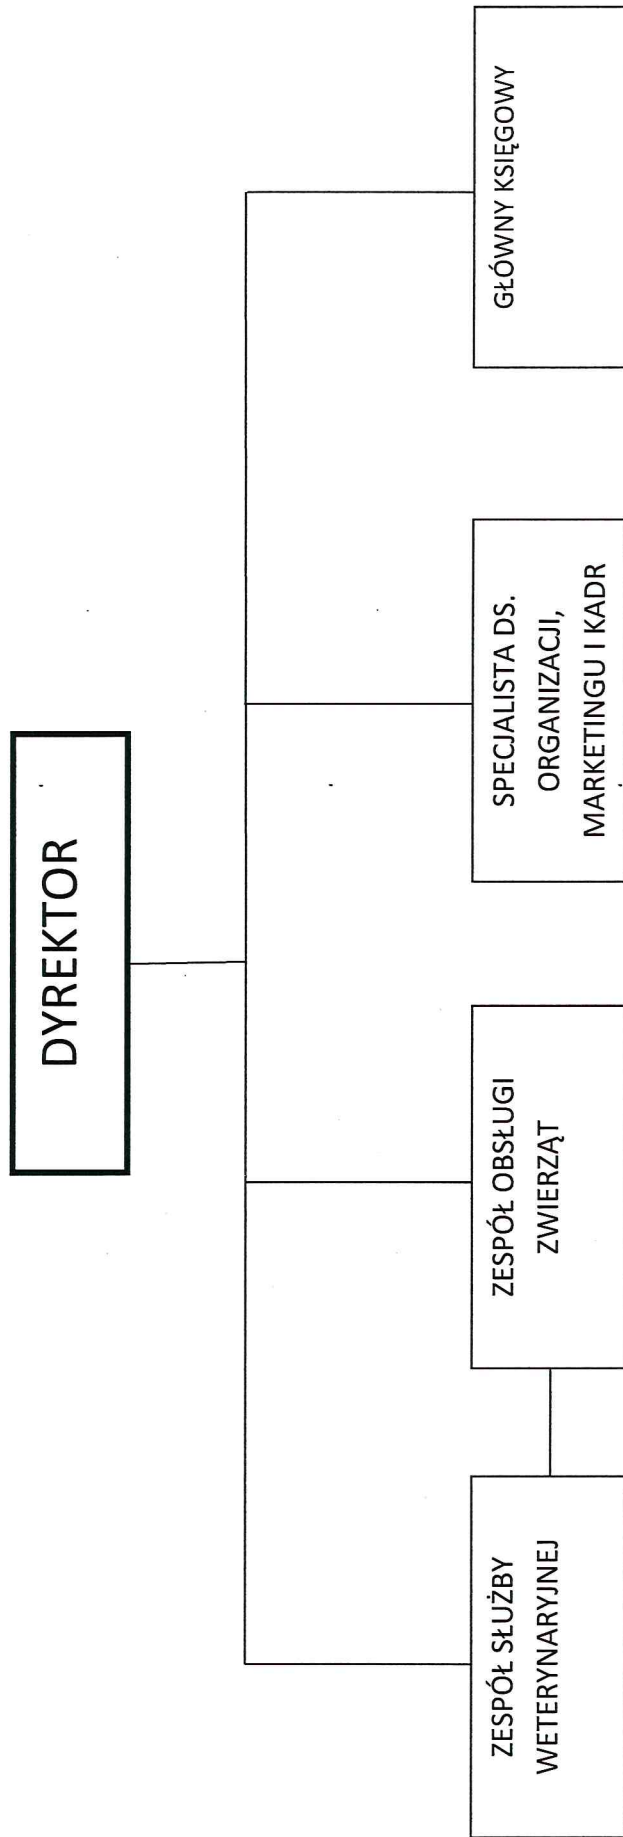 DYREKTOR
ZESPÓŁ SŁUŻBY
WETERYNARYJNEJ
ZESPÓŁ OBSŁUGI
ZWIERZĄT
SPECJALISTA DS.
ORGANIZACJI,
MARKETINGU I KADR
GŁÓWNY KSIĘGOWY